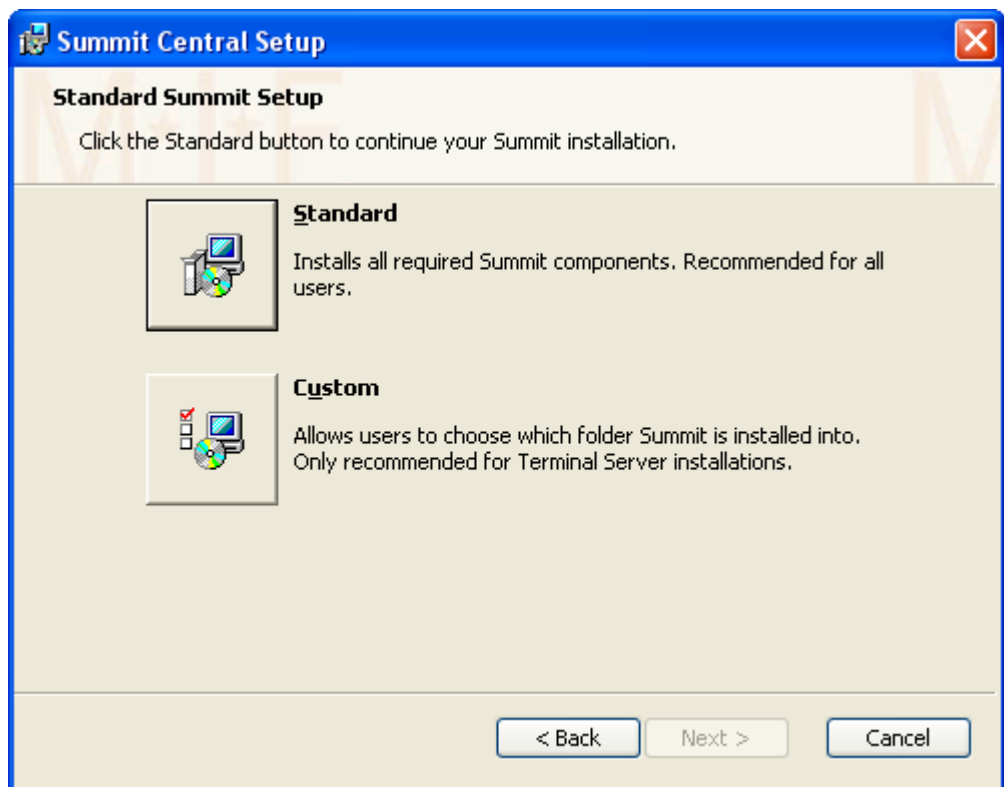 Summit Central Setup
Standard Summit Setup
Click the Standard button to continue your Summit installation.
Standard
Installs all required Summit components. Recommended for all
users.
Custom
Allows users to choose which folder Summit is installed into.
Only recommended for Terminal Server installations.
< Back
Next >
Cancel